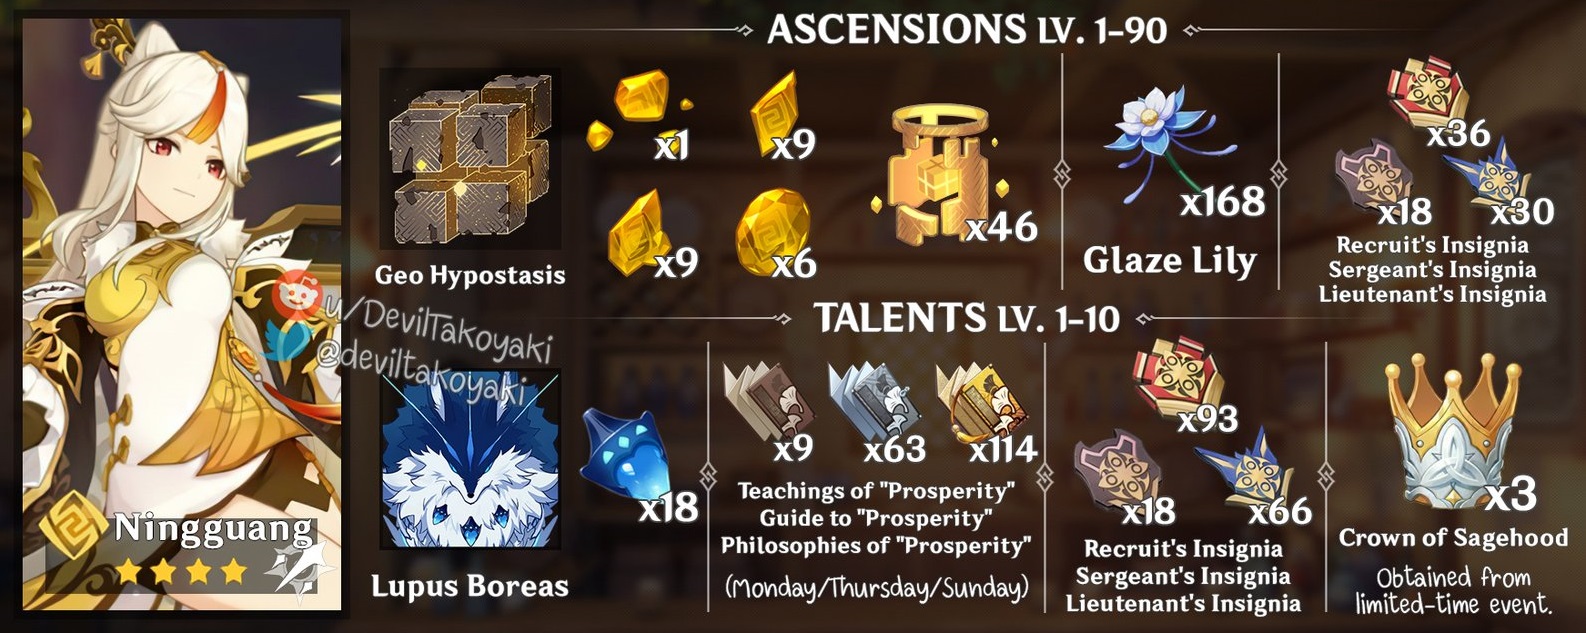 ASCENSIONS LV. 1-90
x1
x9
x9
x6
x46
x168
x36
x18
x30
Geo Hypostasis
Glaze Lily
Recruit's Insignia
Sergeant's Insignia
Lieutenant's Insignia
u/DevilTakoyaki
@deviltakoyaki
TALENTS LV. 1-10
x18
x9
x63
x114
x93
x18
x66
x3
Teachings of "Prosperity"
Guide to "Prosperity"
Philosophies of "Prosperity"
(Monday/Thursday/Sunday)
Recruit's Insignia
Sergeant's Insignia
Lieutenant's Insignia
Crown of Sagehood
Obtained from
limited-time event.
Ningguang
Lupus Boreas